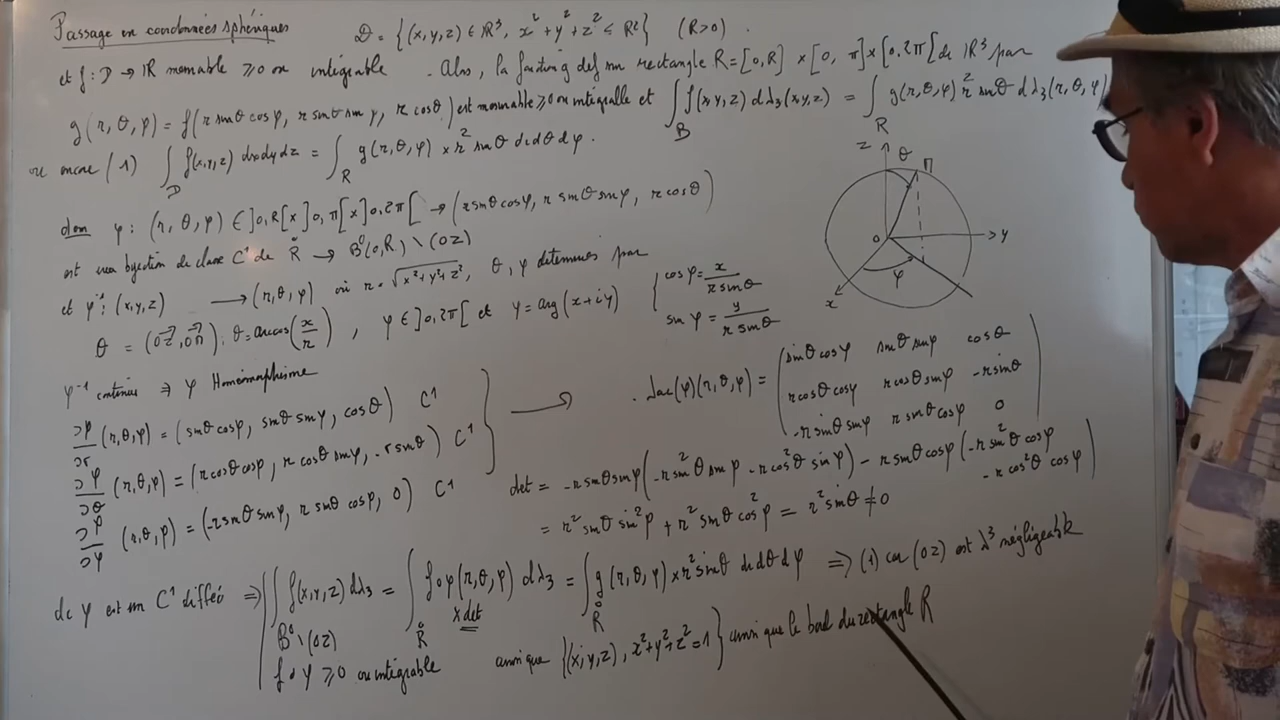 Passage en coordonnées sphériques
D = {(x,y,z) ∈ ℝ³, x²+y²+z² ≤ R²} (R>0).
et f: D → ℝ mesurable ≥0 ou intégrable. Alors, la fonction g def sur rectangle R = [0,R] × [0, π] × [0,2π[ de ℝ³ par
g(r,θ,φ) = f(r sinθ cosφ, r sinθ sin φ, r cosθ) est mesurable ≥0 ou intégrable et ∫_B f(x,y,z) dλ₃(x,y,z) = ∫_R g(r,θ,φ) r² sinθ dλ₃(r,θ,φ)
ou encore (1) ∫_D f(x,y,z) dxdydz = ∫_R g(r,θ,φ) × r² sinθ dr dθ dφ.
dem φ: (r,θ,φ) ∈ ]0,R[×]0,π[×]0,2π[ → (r sinθ cosφ, r sinθ sinφ, r cosθ)
est une bijection de classe C¹ de R° → B°(0,R) \ (OZ)
et φ⁻¹: (x,y,z) → (r,θ,φ) où r = √(x²+y²+z²), θ, φ determinés par
θ = (OZ, OM). θ = arccos(x/r), φ ∈ ]0,2π[ et φ = arg(x+iy) { cos φ = x/(r sinθ)
sin φ = y/(r sinθ)
z
θ
M
O
y
φ
x
φ⁻¹ continue ⇒ φ Homéomorphisme
∂φ/∂r (r,θ,φ) = (sinθ cosφ, sinθ sinφ, cosθ) C¹
∂φ/∂θ (r,θ,φ) = (r cosθ cosφ, r cosθ sinφ, -r sinθ) C¹
∂φ/∂φ (r,θ,φ) = (-r sinθ sinφ, r sinθ cosφ, 0) C¹
. Jac(φ)(r,θ,φ) = ( sinθ cosφ sinθ sinφ cosθ
r cosθ cosφ r cosθ sinφ -r sinθ
-r sinθ sinφ r sinθ cosφ 0 )
det = -r sinθ sinφ(-r sin²θ sin φ - r cos²θ sin φ) - r sinθ cosφ (-r sin²θ cosφ
- r cos²θ cosφ)
= r² sinθ sin²φ + r² sinθ cos²φ = r² sinθ ≠ 0
dc φ est un C¹ difféo ⇒ ∫_{B°\(OZ)} f(x,y,z) dλ₃ = ∫_{R°} f∘φ(r,θ,φ) dλ₃ = ∫_{R°} g(r,θ,φ) × r² sinθ dr dθ dφ ⇒ (1) car (OZ) est λ³ négligeable
x det
f∘φ ≥0 ou intégrable ainsi que {(x,y,z), x²+y²+z²=1} ainsi que le bord du rectangle R